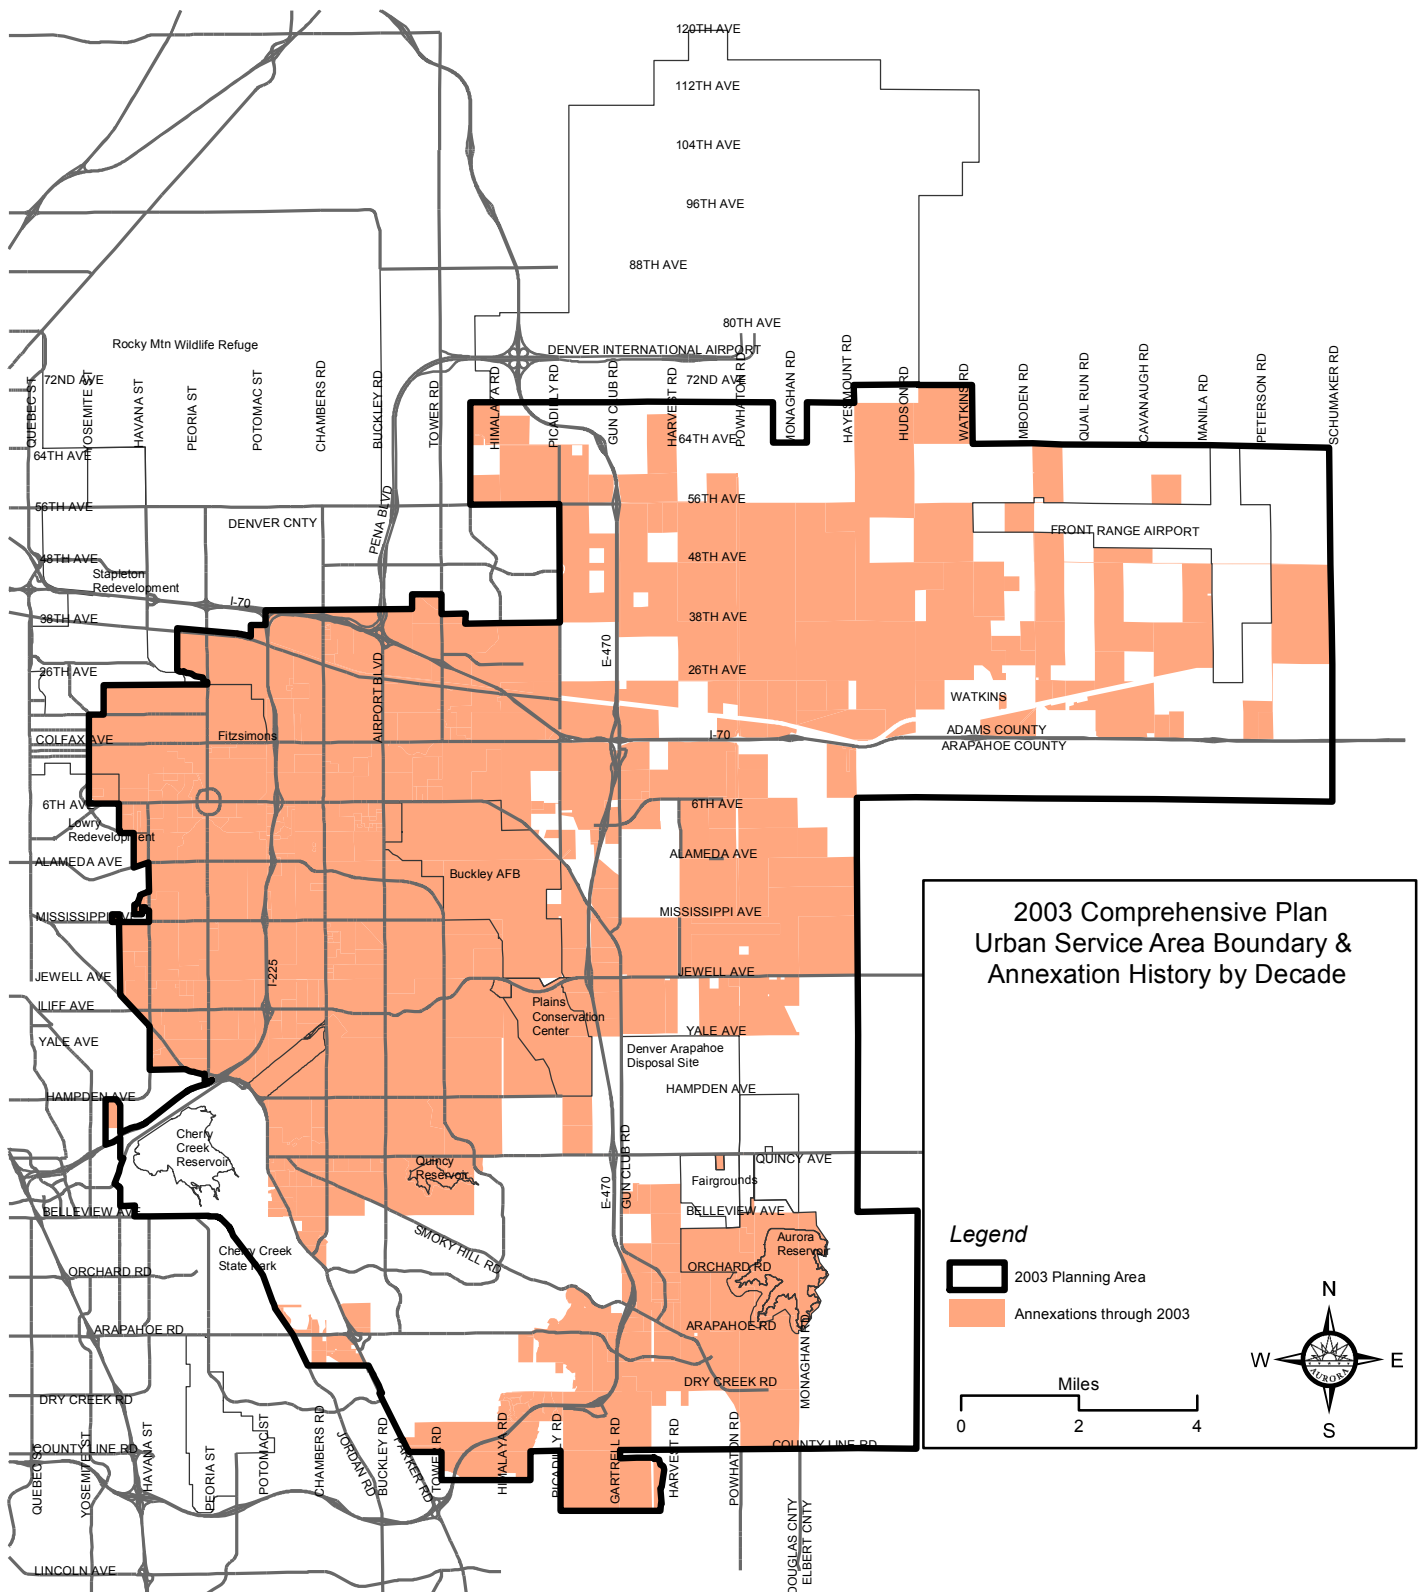 120TH AVE
112TH AVE
104TH AVE
96TH AVE
88TH AVE
80TH AVE
DENVER INTERNATIONAL AIRPORT
Rocky Mtn Wildlife Refuge
72ND AVE
72ND AVE
QUEBEC ST
YOSEMITE ST
HAVANA ST
PEORIA ST
POTOMAC ST
CHAMBERS RD
BUCKLEY RD
TOWER RD
HIMALAYA RD
PICADILLY RD
GUN CLUB RD
HARVEST RD
POWHATON RD
MONAGHAN RD
HAYESMOUNT RD
HUDSON RD
WATKINS RD
IMBODEN RD
QUAIL RUN RD
CAVANAUGH RD
MANILA RD
PETERSON RD
SCHUMAKER RD
64TH AVE
64TH AVE
56TH AVE
56TH AVE
DENVER CNTY
PENA BLVD
FRONT RANGE AIRPORT
48TH AVE
48TH AVE
Stapleton
Redevelopment
I-70
38TH AVE
38TH AVE
E-470
26TH AVE
26TH AVE
AIRPORT BLVD
WATKINS
COLFAX AVE
Fitzsimons
I-70
ADAMS COUNTY
ARAPAHOE COUNTY
6TH AVE
6TH AVE
Lowry
Redevelopment
ALAMEDA AVE
ALAMEDA AVE
Buckley AFB
MISSISSIPPI AVE
MISSISSIPPI AVE
I-225
JEWELL AVE
JEWELL AVE
ILIFF AVE
Plains
Conservation
Center
YALE AVE
YALE AVE
Denver Arapahoe
Disposal Site
HAMPDEN AVE
HAMPDEN AVE
Cherry
Creek
Reservoir
Quincy
Reservoir
GUN CLUB RD
E-470
QUINCY AVE
Fairgrounds
BELLEVIEW AVE
BELLEVIEW AVE
SMOKY HILL RD
Cherry Creek
State Park
Aurora
Reservoir
ORCHARD RD
ORCHARD RD
ARAPAHOE RD
ARAPAHOE RD
MONAGHAN RD
DRY CREEK RD
DRY CREEK RD
COUNTY LINE RD
COUNTY LINE RD
QUEBEC ST
YOSEMITE ST
HAVANA ST
PEORIA ST
POTOMAC ST
CHAMBERS RD
JORDAN RD
BUCKLEY RD
PARKER RD
TOWER RD
HIMALAYA RD
PICADILLY RD
GARTRELL RD
HARVEST RD
POWHATON RD
DOUGLAS CNTY
ELBERT CNTY
LINCOLN AVE
2003 Comprehensive Plan
Urban Service Area Boundary &
Annexation History by Decade
Legend
2003 Planning Area
Annexations through 2003
N
W
E
S
AURORA
Miles
0 2 4